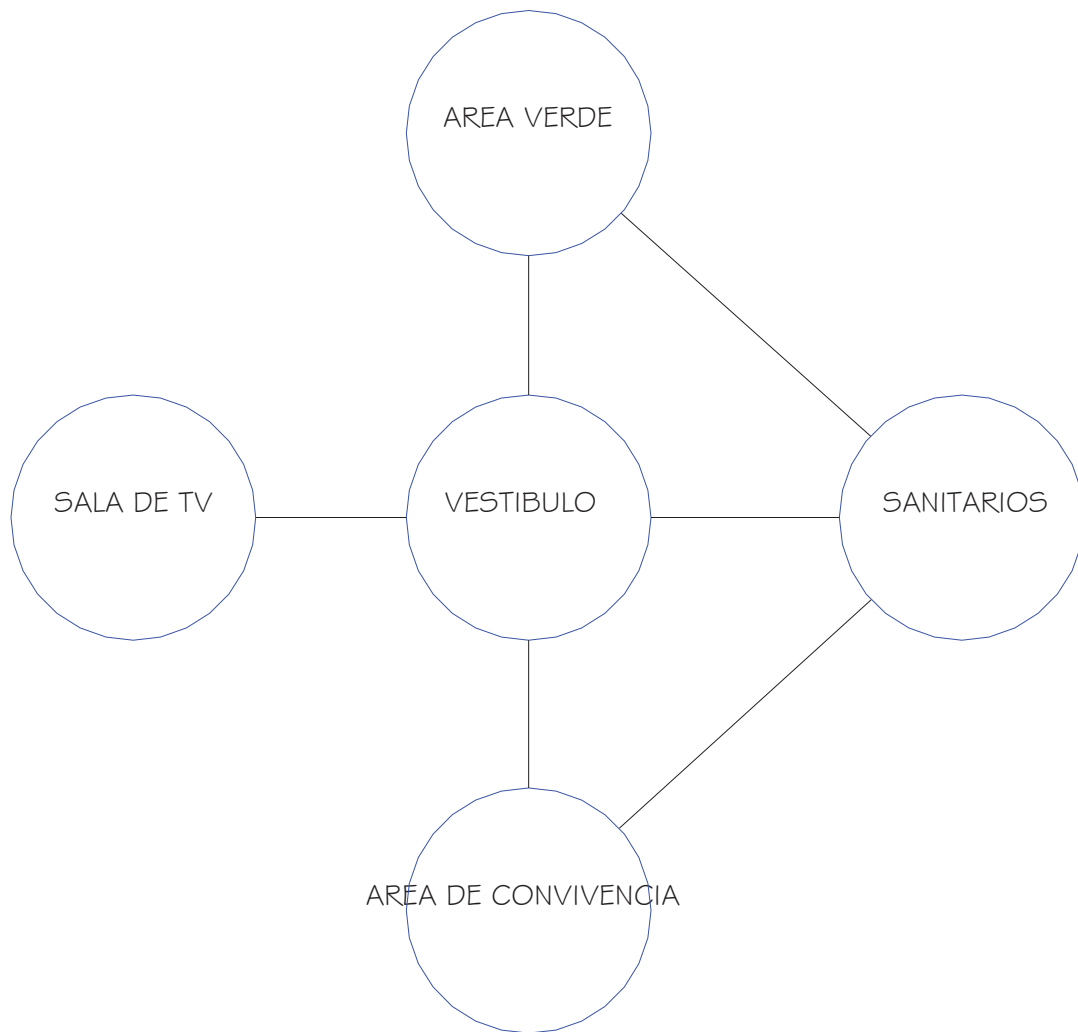 AREA VERDE
SALA DE TV
VESTIBULO
SANITARIOS
AREA DE CONVIVENCIA